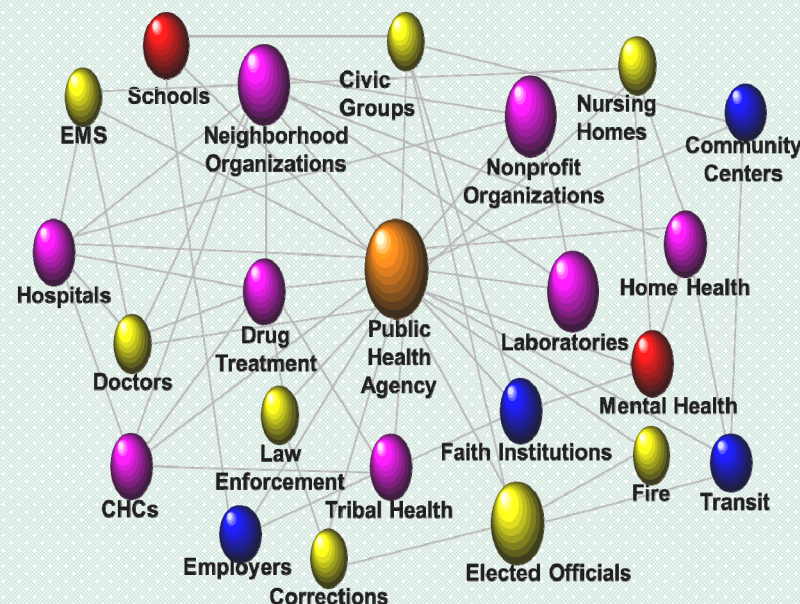 Schools
Civic
Groups
EMS
Neighborhood
Organizations
Nursing
Homes
Nonprofit
Organizations
Community
Centers
Hospitals
Home Health
Drug
Treatment
Public
Health
Agency
Laboratories
Doctors
Mental Health
Law
Enforcement
Faith Institutions
CHCs
Tribal Health
Fire
Transit
Employers
Elected Officials
Corrections